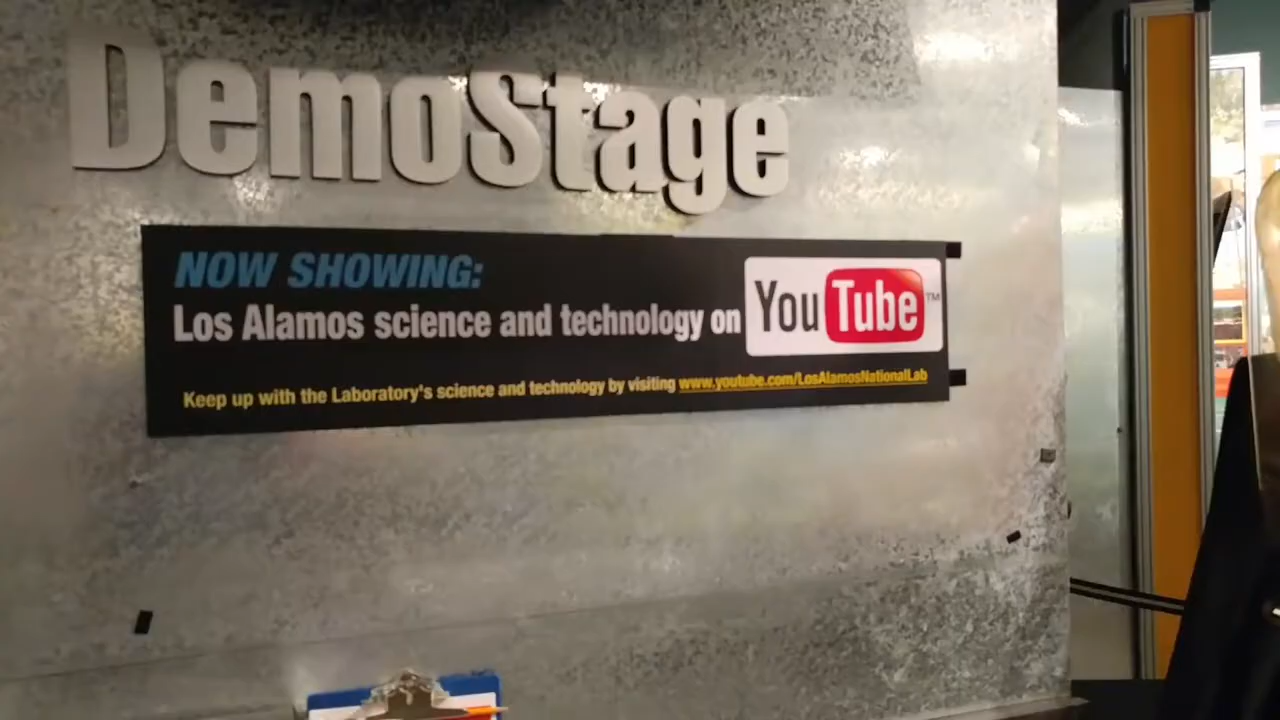 DemoStage
NOW SHOWING:
Los Alamos science and technology on YouTube™
Keep up with the Laboratory's science and technology by visiting www.youtube.com/LosAlamosNationalLab